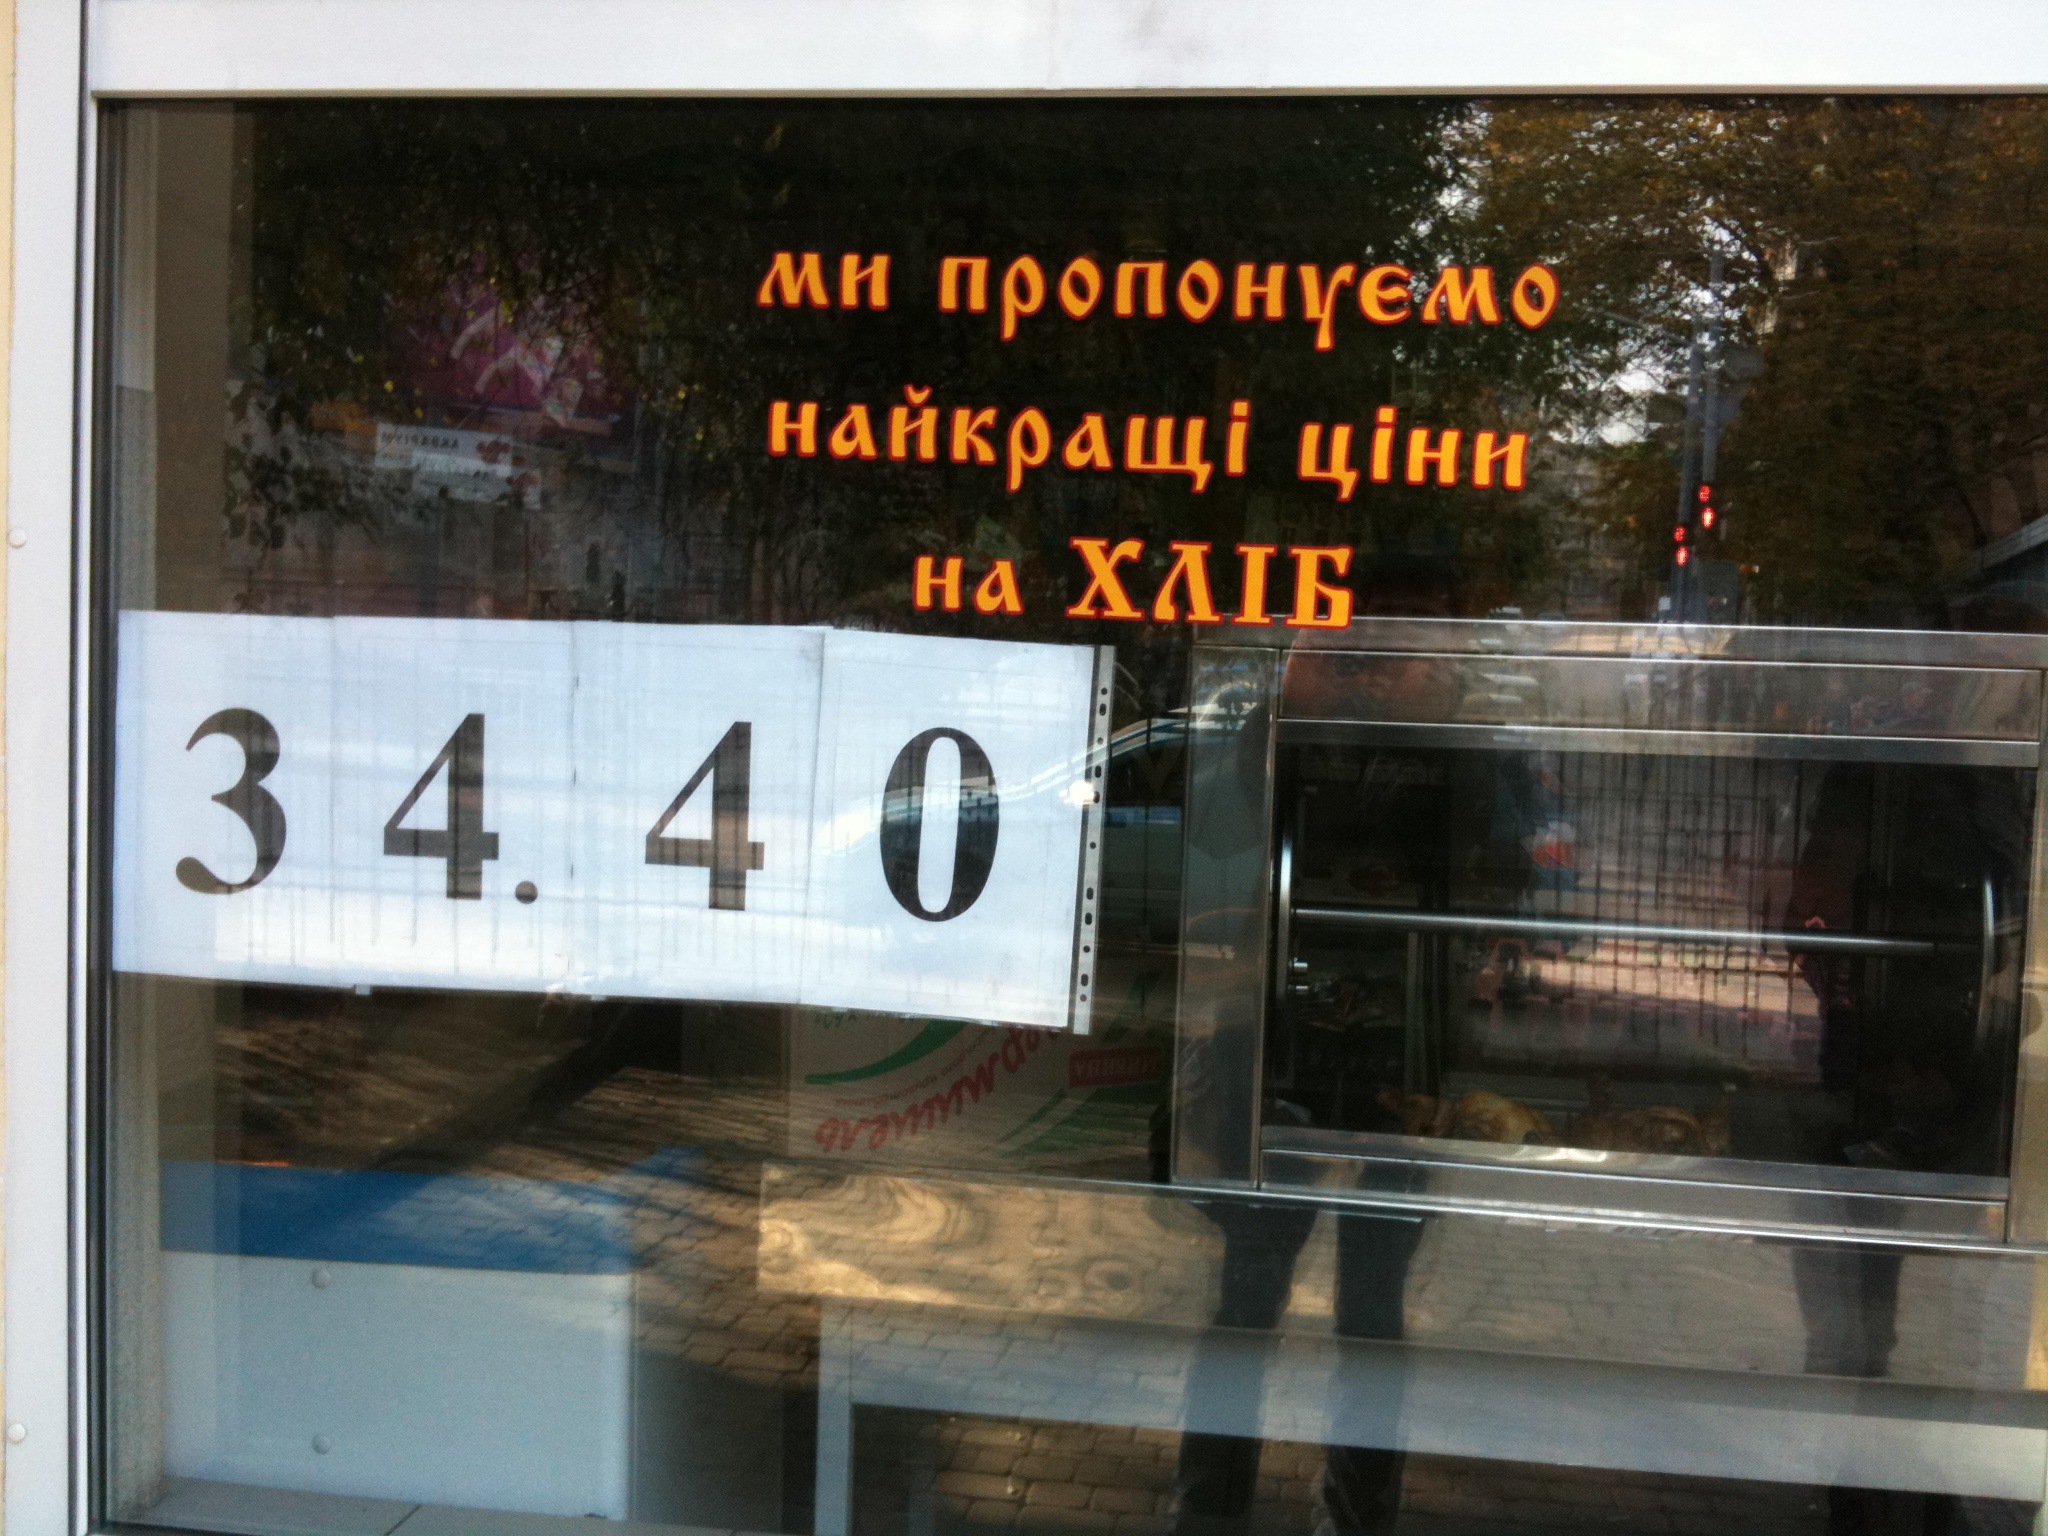 ми пропонуємо
найкращі ціни
на ХЛІБ
34.40